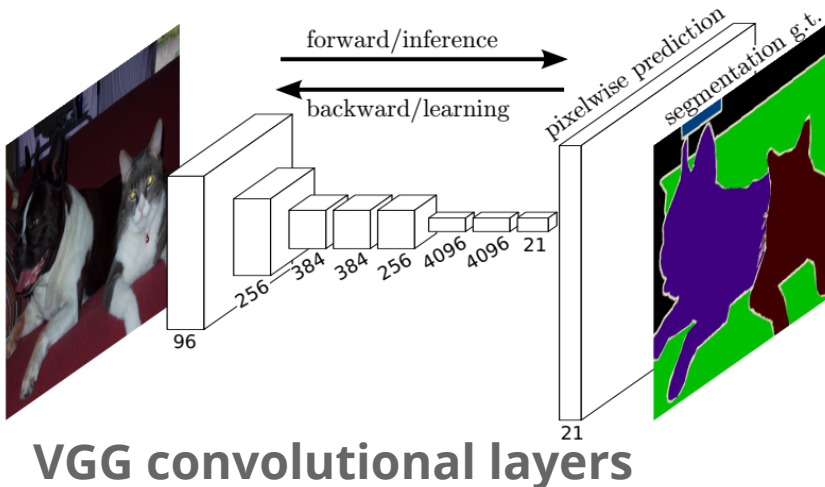 forward/inference
backward/learning
pixelwise prediction
segmentation g.t.
96
256
384
384
256
4096
4096
21
21
VGG convolutional layers